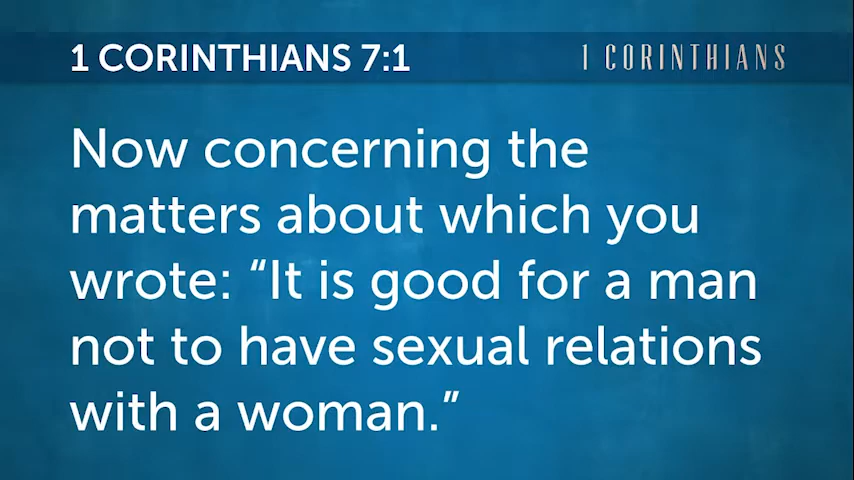 1 CORINTHIANS 7:1
1 CORINTHIANS
Now concerning the
matters about which you
wrote: “It is good for a man
not to have sexual relations
with a woman.”